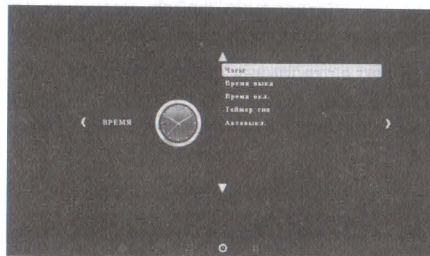 ВРЕМЯ
Часы
Время выкл
Время вкл.
Таймер сна
Автовыкл.